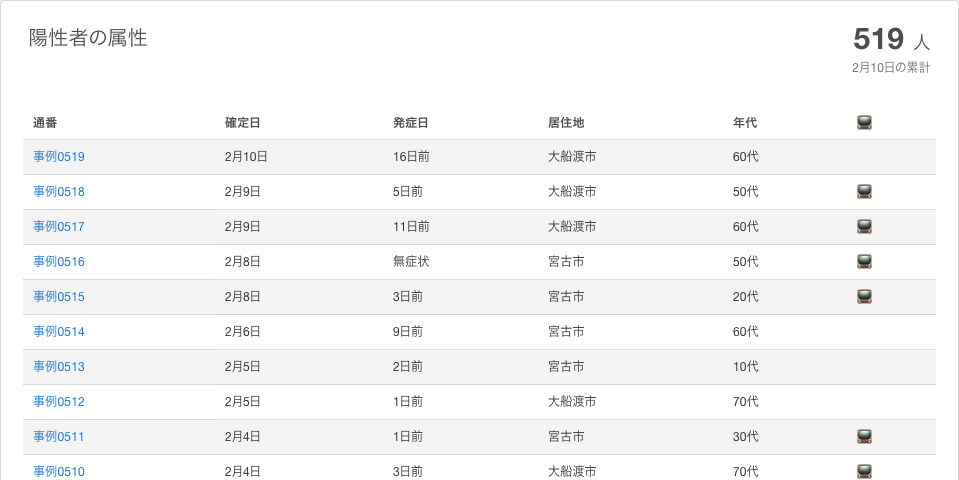 陽性者の属性
519 人
2月10日の累計
通番 確定日 発症日 居住地 年代 📺
事例0519 2月10日 16日前 大船渡市 60代
事例0518 2月9日 5日前 大船渡市 50代 📺
事例0517 2月9日 11日前 大船渡市 60代 📺
事例0516 2月8日 無症状 宮古市 50代 📺
事例0515 2月8日 3日前 宮古市 20代 📺
事例0514 2月6日 9日前 宮古市 60代
事例0513 2月5日 2日前 宮古市 10代
事例0512 2月5日 1日前 大船渡市 70代
事例0511 2月4日 1日前 宮古市 30代 📺
事例0510 2月4日 3日前 大船渡市 70代 📺